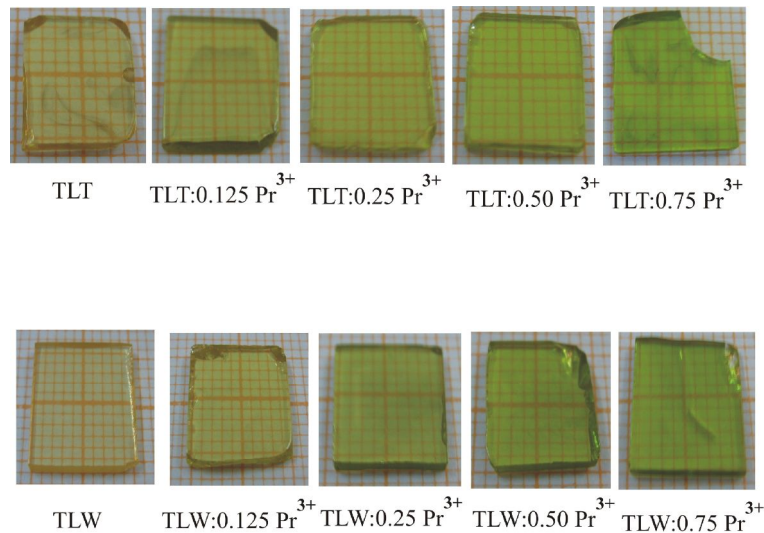 TLT
TLT:0.125 Pr³⁺
TLT:0.25 Pr³⁺
TLT:0.50 Pr³⁺
TLT:0.75 Pr³⁺
TLW
TLW:0.125 Pr³⁺
TLW:0.25 Pr³⁺
TLW:0.50 Pr³⁺
TLW:0.75 Pr³⁺